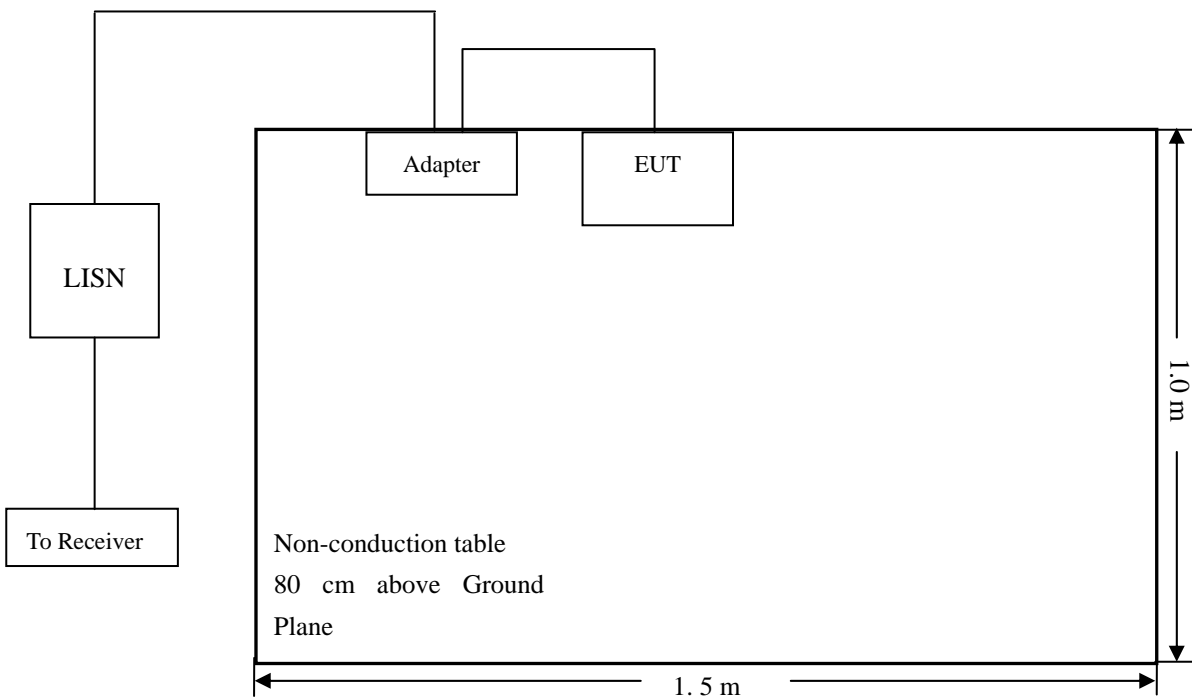 Adapter
EUT
LISN
1.0 m
To Receiver
Non-conduction table
80 cm above Ground
Plane
1. 5 m